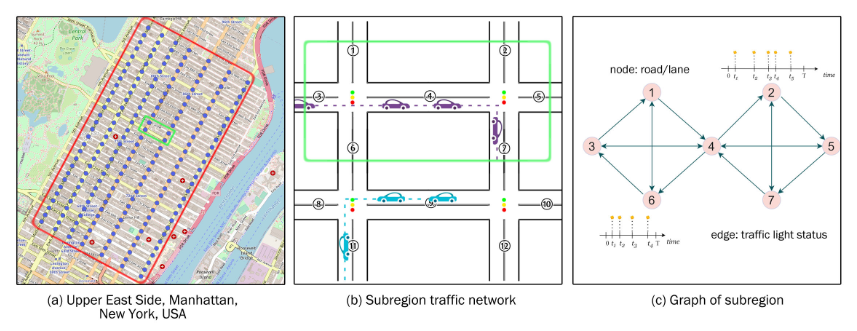 Central
Park
①
②
③
④
⑤
⑥
⑦
⑧
⑨
⑩
⑪
⑫
node: road/lane
0 t₁ t₂ t₃ t₄ t₅ T time
1
2
3
4
5
6
7
0 t₁ t₂ t₃ t₄ T time
edge: traffic light status
(a) Upper East Side, Manhattan,
New York, USA
(b) Subregion traffic network
(c) Graph of subregion